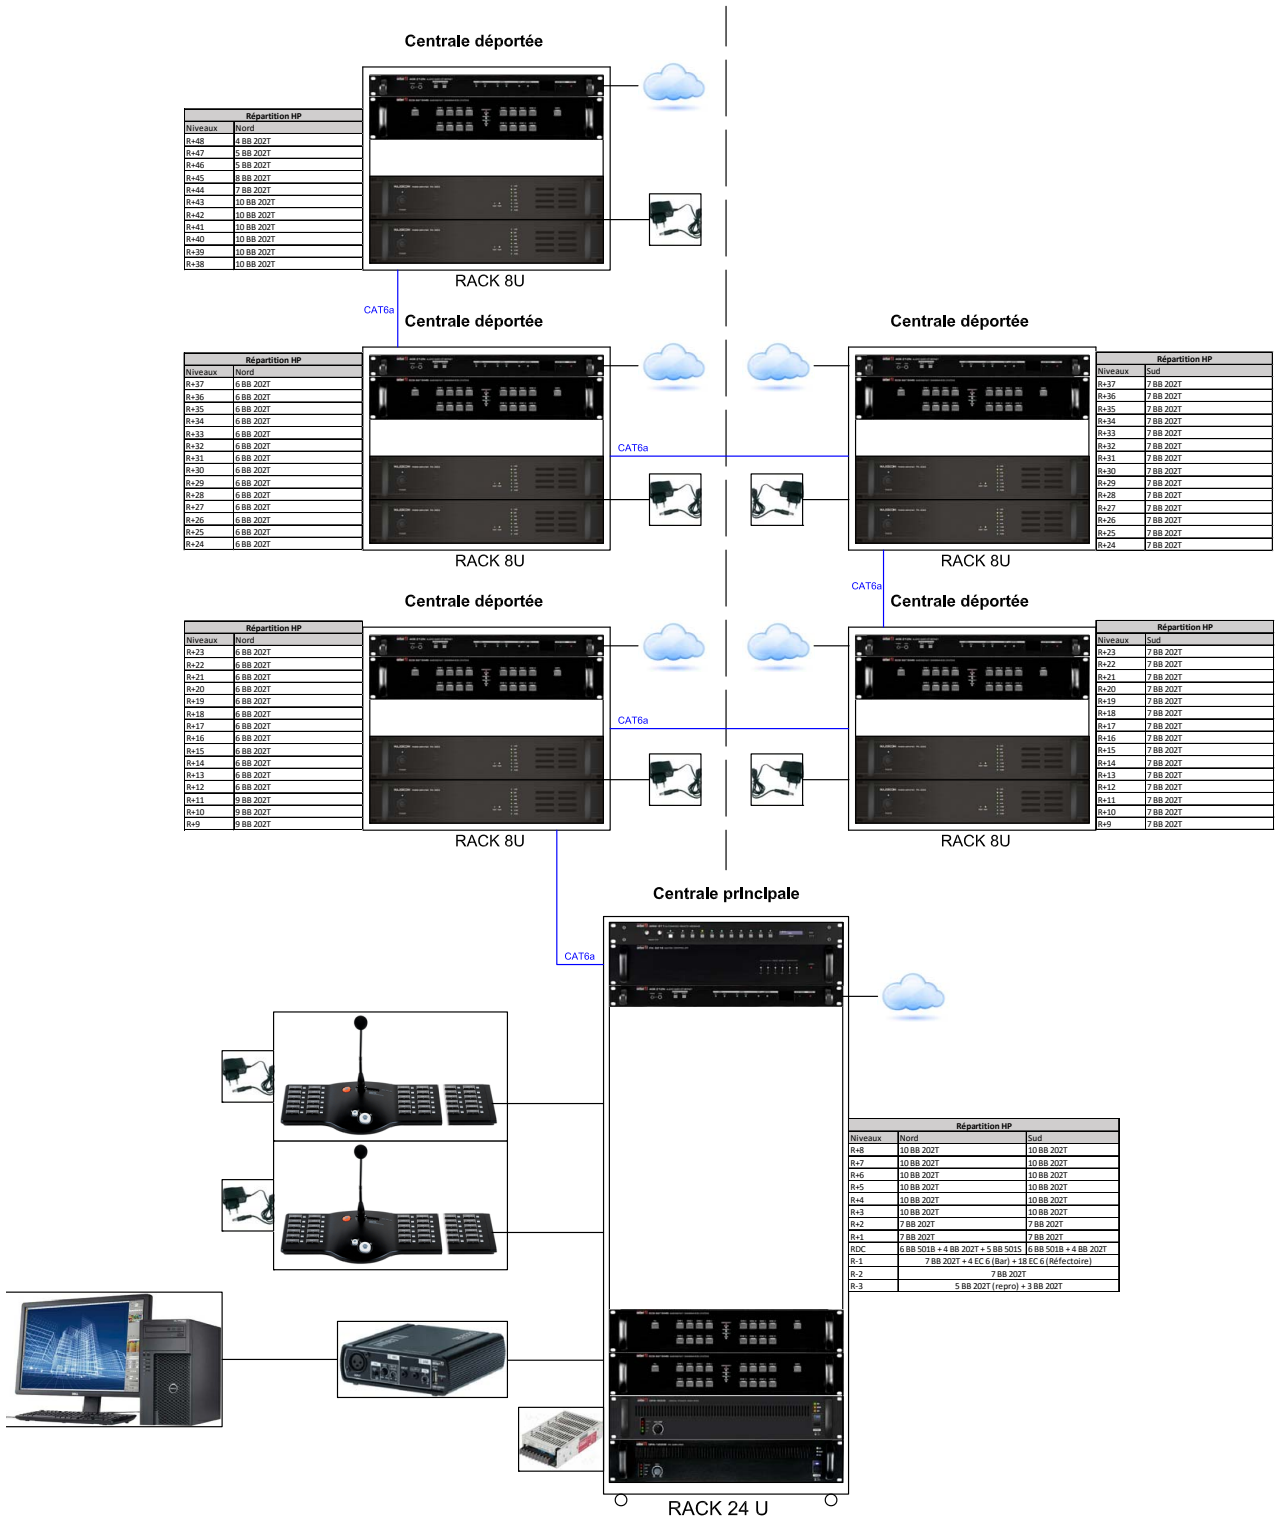 Centrale déportée
Répartition HP
Niveaux Nord
R+48 4 BB 202T
R+47 5 BB 202T
R+46 5 BB 202T
R+45 8 BB 202T
R+44 7 BB 202T
R+43 10 BB 202T
R+42 10 BB 202T
R+41 10 BB 202T
R+40 10 BB 202T
R+39 10 BB 202T
R+38 10 BB 202T
RACK 8U
CAT6a
Centrale déportée
Répartition HP
Niveaux Nord
R+37 6 BB 202T
R+36 6 BB 202T
R+35 6 BB 202T
R+34 6 BB 202T
R+33 6 BB 202T
R+32 6 BB 202T
R+31 6 BB 202T
R+30 6 BB 202T
R+29 6 BB 202T
R+28 6 BB 202T
R+27 6 BB 202T
R+26 6 BB 202T
R+25 6 BB 202T
R+24 6 BB 202T
RACK 8U
CAT6a
Centrale déportée
Répartition HP
Niveaux Sud
R+37 7 BB 202T
R+36 7 BB 202T
R+35 7 BB 202T
R+34 7 BB 202T
R+33 7 BB 202T
R+32 7 BB 202T
R+31 7 BB 202T
R+30 7 BB 202T
R+29 7 BB 202T
R+28 7 BB 202T
R+27 7 BB 202T
R+26 7 BB 202T
R+25 7 BB 202T
R+24 7 BB 202T
RACK 8U
CAT6a
Centrale déportée
Répartition HP
Niveaux Nord
R+23 6 BB 202T
R+22 6 BB 202T
R+21 6 BB 202T
R+20 6 BB 202T
R+19 6 BB 202T
R+18 6 BB 202T
R+17 6 BB 202T
R+16 6 BB 202T
R+15 6 BB 202T
R+14 6 BB 202T
R+13 6 BB 202T
R+12 6 BB 202T
R+11 9 BB 202T
R+10 9 BB 202T
R+9 9 BB 202T
RACK 8U
CAT6a
Centrale déportée
Répartition HP
Niveaux Sud
R+23 7 BB 202T
R+22 7 BB 202T
R+21 7 BB 202T
R+20 7 BB 202T
R+19 7 BB 202T
R+18 7 BB 202T
R+17 7 BB 202T
R+16 7 BB 202T
R+15 7 BB 202T
R+14 7 BB 202T
R+13 7 BB 202T
R+12 7 BB 202T
R+11 7 BB 202T
R+10 7 BB 202T
R+9 7 BB 202T
RACK 8U
Centrale principale
CAT6a
Répartition HP
Niveaux Nord Sud
R+8 10 BB 202T 10 BB 202T
R+7 10 BB 202T 10 BB 202T
R+6 10 BB 202T 10 BB 202T
R+5 10 BB 202T 10 BB 202T
R+4 10 BB 202T 10 BB 202T
R+3 10 BB 202T 10 BB 202T
R+2 7 BB 202T 7 BB 202T
R+1 7 BB 202T 7 BB 202T
RDC 6 BB 501B + 4 BB 202T + 5 BB 501S 6 BB 501B + 4 BB 202T
R-1 7 BB 202T + 4 EC 6 (Bar) + 18 EC 6 (Réfectoire)
R-2 7 BB 202T
R-3 5 BB 202T (repro) + 3 BB 202T
RACK 24 U